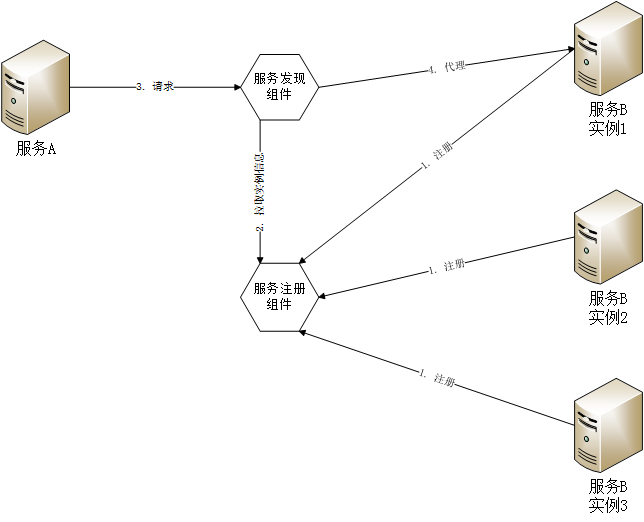 服务A
3. 请求
服务发现
组件
4. 代理
服务B
实例1
1. 注册
2. 拉取实例信息
服务注册
组件
1. 注册
服务B
实例2
1. 注册
服务B
实例3